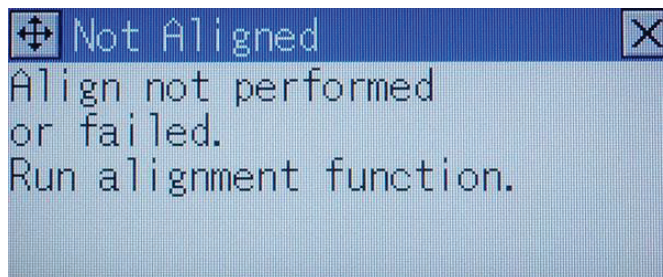 Not Aligned
Align not performed
or failed.
Run alignment function.